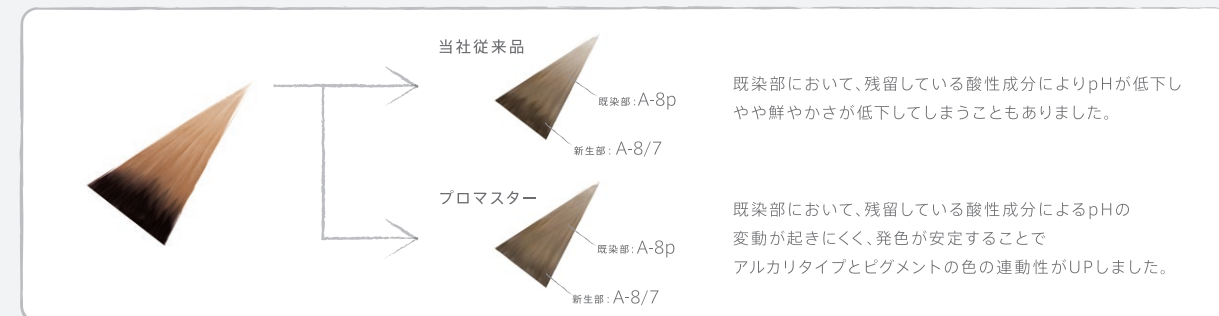 当社従来品
既染部:A-8p
新生部:A-8/7
既染部において、残留している酸性成分によりpHが低下し
やや鮮やかさが低下してしまうこともありました。
プロマスター
既染部:A-8p
新生部:A-8/7
既染部において、残留している酸性成分によるpHの
変動が起きにくく、発色が安定することで
アルカリタイプとピグメントの色の連動性がUPしました。